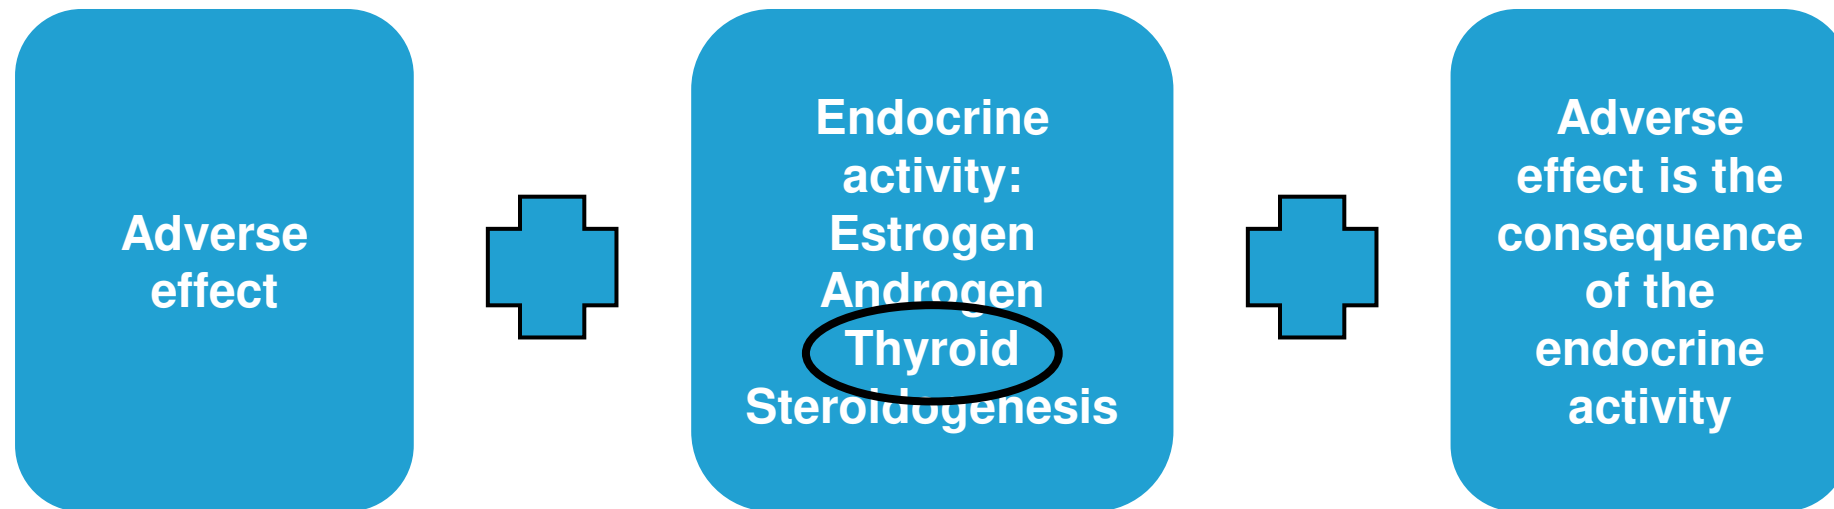 Adverse
effect
Endocrine
activity:
Estrogen
Androgen
Thyroid
Steroidogenesis
Adverse
effect is the
consequence
of the
endocrine
activity